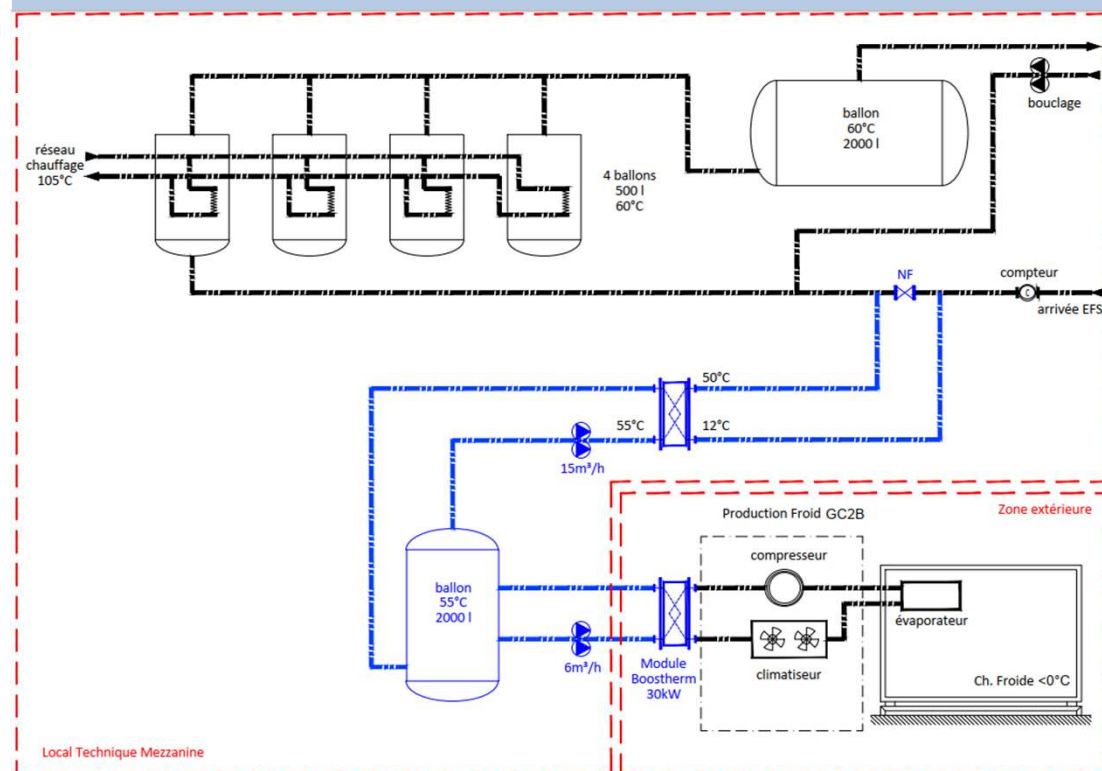 bouclage
ballon
60°C
2000 l
réseau
chauffage
105°C
4 ballons
500 l
60°C
NF
compteur
C
arrivée EFS
50°C
55°C
12°C
15m³/h
Zone extérieure
Production Froid GC2B
compresseur
ballon
55°C
2000 l
évaporateur
6m³/h
Module
Boostherm
30kW
climatiseur
Ch. Froide <0°C
Local Technique Mezzanine